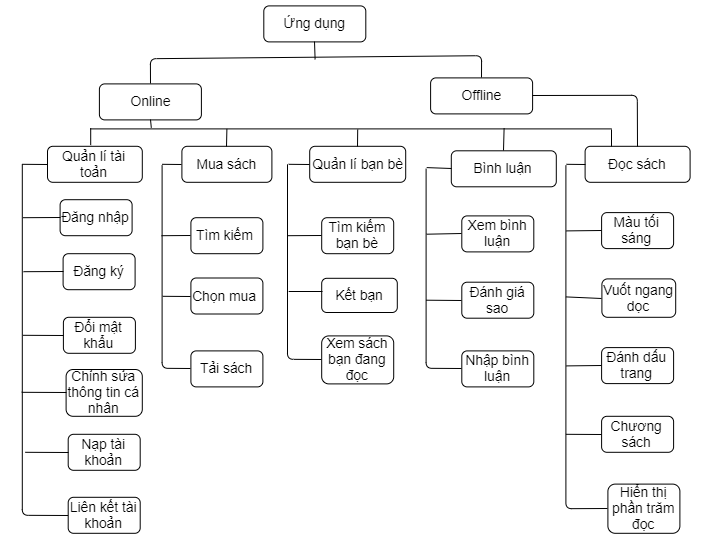 Ứng dụng
Online
Offline
Quản lí tài
toản
Mua sách
Quản lí bạn bè
Bình luận
Đọc sách
Đăng nhập
Đăng ký
Đổi mật
khẩu
Chỉnh sửa
thông tin cá
nhân
Nạp tài
khoản
Liên kết tài
khoản
Tìm kiếm
Chọn mua
Tải sách
Tìm kiếm
bạn bè
Kết bạn
Xem sách
bạn đang
đọc
Xem bình
luận
Đánh giá
sao
Nhập bình
luận
Màu tối
sáng
Vuốt ngang
dọc
Đánh dấu
trang
Chương
sách
Hiển thị
phần trăm
đọc